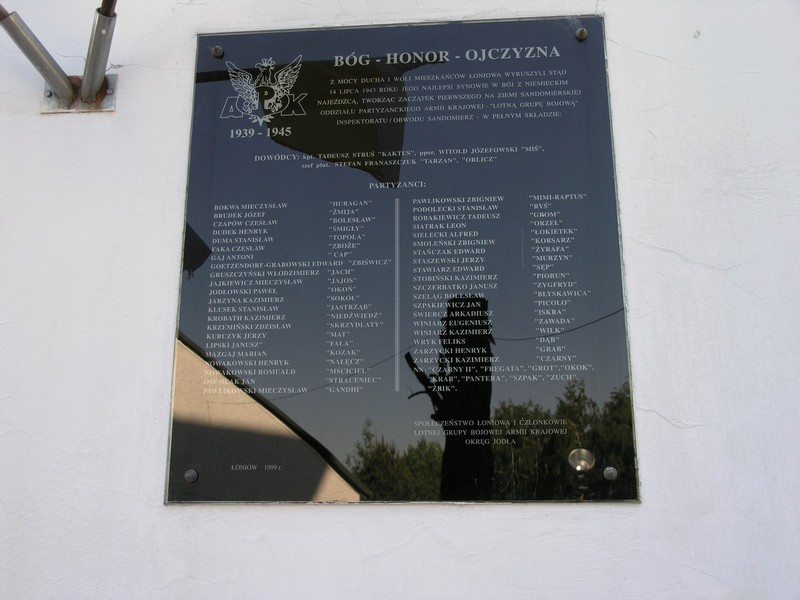 BÓG - HONOR - OJCZYZNA
Z MOCY DUCHA I WOLI MIESZKAŃCÓW ŁONIOWA WYRUSZYLI STĄD
14 LIPCA 1943 ROKU JEGO NAJLEPSI SYNOWIE W BÓJ Z NIEMIECKIM
NAJEŹDŹCĄ, TWORZĄC ZACZĄTEK PIERWSZEGO NA ZIEMI SANDOMIERSKIEJ
ODDZIAŁU PARTYZANCKIEGO ARMII KRAJOWEJ - "LOTNĄ GRUPĘ BOJOWĄ"
INSPEKTORATU / OBWODU SANDOMIERZ - W PEŁNYM SKŁADZIE
A P K
1939 - 1945
DOWÓDCY: kpt. TADEUSZ STRUŚ "KAKTUS", ppor. WITOLD JÓZEFOWSKI "MIŚ",
szef plut. STEFAN FRANASZCZUK "TARZAN", "ORLICZ"
PARTYZANCI:
BOKWA MIECZYSŁAW "HURAGAN"
BRUDEK JÓZEF "ŻMIJA"
CZAPÓW CZESŁAW "BOLESŁAW"
DUDEK HENRYK "ŚMIGŁY"
DUMA STANISŁAW "TOPOLA"
FAKA CZESŁAW "ZBOŻE"
GAJ ANTONI "CAP"
GOETZENDORF-GRABOWSKI EDWARD "ZBIŚWICZ"
GRUSZCZYŃSKI WŁODZIMIERZ "JACH"
JAJKIEWICZ MIECZYSŁAW "JAJOS"
JODŁOWSKI PAWEŁ "OKOŃ"
JARZYNA KAZIMIERZ "SOKÓŁ"
KŁUSEK STANISŁAW "JASTRZĄB"
KROBATH KAZIMIERZ "NIEDŹWIEDŹ"
KRZEMIŃSKI ZDZISŁAW "SKRZYDLATY"
KURCZYK JERZY "MAT"
LIPSKI JANUSZ "FALA"
MAZGAJ MARIAN "KOZAK"
NOWAKOWSKI HENRYK "NAŁĘCZ"
NOWAKOWSKI ROMUALD "MŚCICIEL"
JAN "STRACENIEC"
PAWLIKOWSKI MIECZYSŁAW "GANDHI"
PAWLIKOWSKI ZBIGNIEW "MIMI-RAPTUS"
PODOLECKI STANISŁAW "RYŚ"
ROBAKIEWICZ TADEUSZ "GROM"
SIATRAK LEON "ORZEŁ"
SIELECKI ALFRED "ŁOKIETEK"
SMOLEŃSKI ZBIGNIEW "KORSARZ"
STAŃCZAK EDWARD "ŻYRAFA"
STASZEWSKI JERZY "MURZYN"
STAWIARZ EDWARD "SĘP"
STOBIŃSKI KAZIMIERZ "PIORUN"
SZCZERBATKO JANUSZ "ZYGFRYD"
SZELĄG BOLESŁAW "BŁYSKAWICA"
SZPAKIEWICZ JAN "PICOLO"
ŚWIERCZ ARKADIUSZ "ISKRA"
WINIARZ EUGENIUSZ "ZAWADA"
WINIARZ KAZIMIERZ "WILK"
WRYK FELIKS "DĄB"
ZARZYCKI HENRYK "GRAB"
ZARZYCKI KAZIMIERZ "CZARNY"
NN: "CZARNY II", "FREGATA", "GROT", "OKOK",
"KRAB", "PANTERA", "SZPAK", "ZUCH",
"ŻBIK".
SPOŁECZEŃSTWO ŁONIOWA I CZŁONKOWIE
LOTNEJ GRUPY BOJOWEJ ARMII KRAJOWEJ
OKRĘG JODŁA
ŁONIÓW 1999 r.